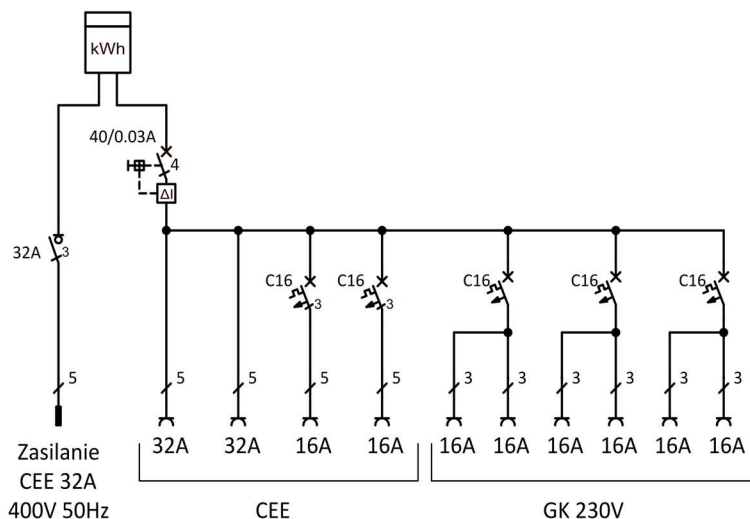 kWh
40/0.03A
4
ΔI
32A
3
C16
3
C16
3
C16
C16
C16
5
5
5
5
5
3
3
3
3
3
3
32A
32A
16A
16A
16A
16A
16A
16A
16A
16A
Zasilanie
CEE 32A
400V 50Hz
CEE
GK 230V